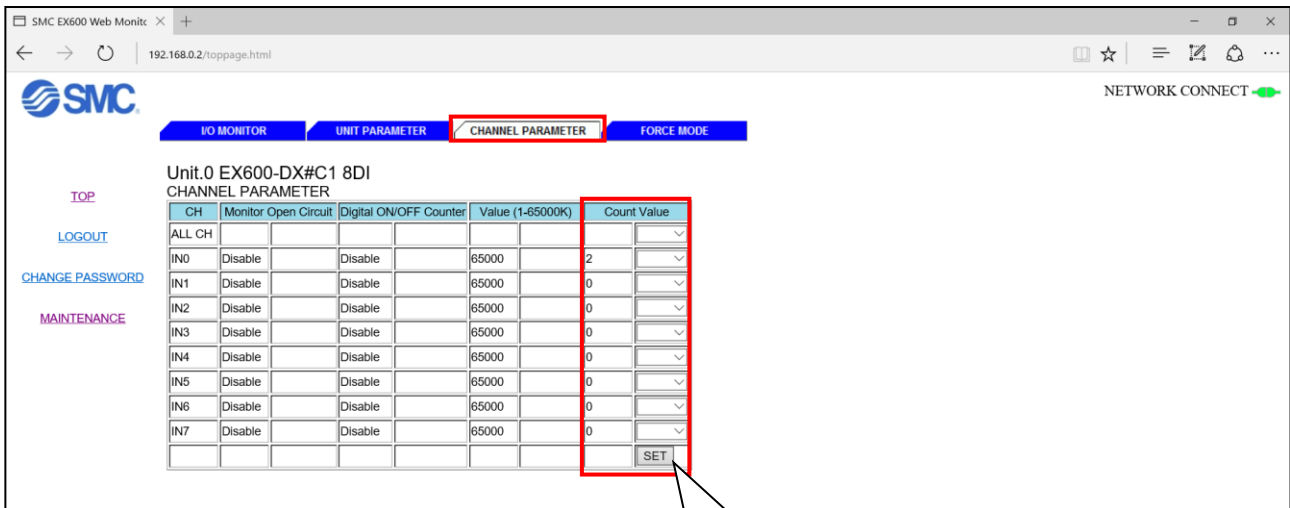 SMC EX600 Web Monitc
192.168.0.2/toppage.html
SMC.
NETWORK CONNECT
I/O MONITOR UNIT PARAMETER CHANNEL PARAMETER FORCE MODE
Unit.0 EX600-DX#C1 8DI
CHANNEL PARAMETER
TOP
LOGOUT
CHANGE PASSWORD
MAINTENANCE
CH Monitor Open Circuit Digital ON/OFF Counter Value (1-65000K) Count Value
ALL CH
IN0 Disable Disable 65000 2
IN1 Disable Disable 65000 0
IN2 Disable Disable 65000 0
IN3 Disable Disable 65000 0
IN4 Disable Disable 65000 0
IN5 Disable Disable 65000 0
IN6 Disable Disable 65000 0
IN7 Disable Disable 65000 0
SET